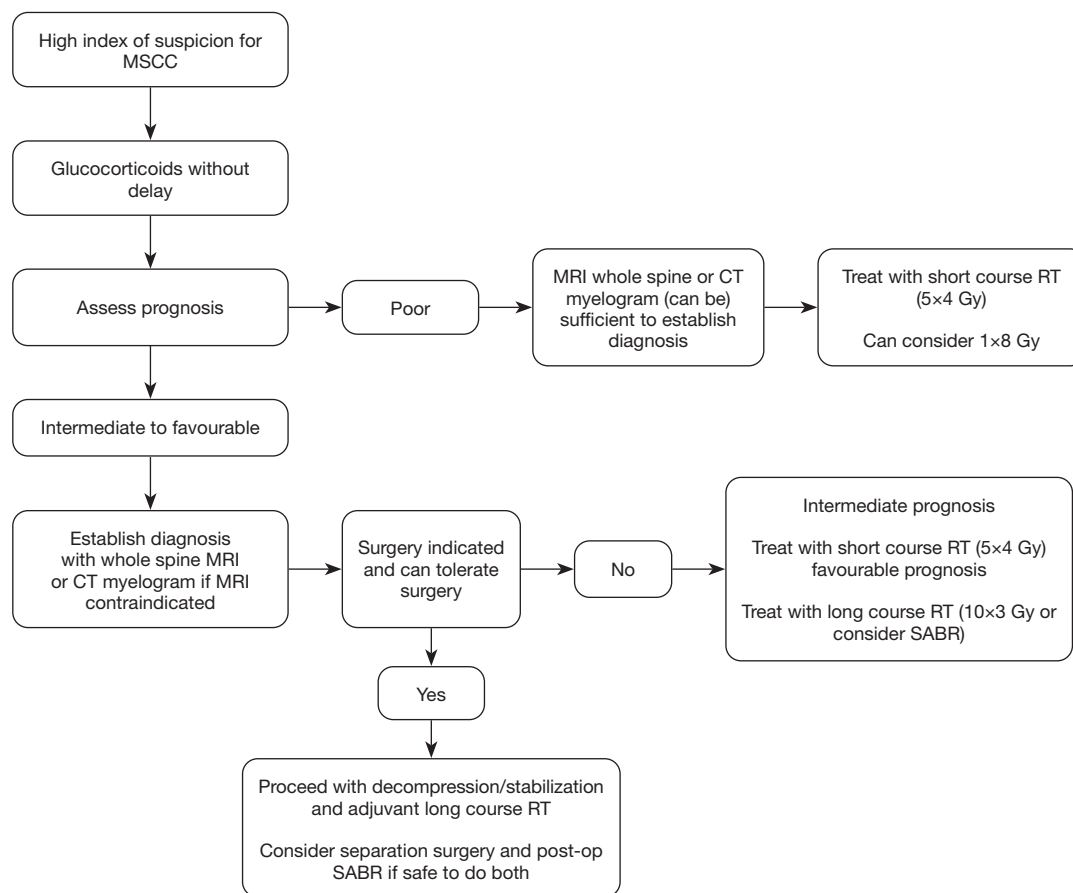 High index of suspicion for
MSCC
Glucocorticoids without
delay
Assess prognosis
Poor
MRI whole spine or CT
myelogram (can be)
sufficient to establish
diagnosis
Treat with short course RT
(5×4 Gy)
Can consider 1×8 Gy
Intermediate to favourable
Establish diagnosis
with whole spine MRI
or CT myelogram if MRI
contraindicated
Surgery indicated
and can tolerate
surgery
No
Intermediate prognosis
Treat with short course RT (5×4 Gy)
favourable prognosis
Treat with long course RT (10×3 Gy or
consider SABR)
Yes
Proceed with decompression/stabilization
and adjuvant long course RT
Consider separation surgery and post-op
SABR if safe to do both